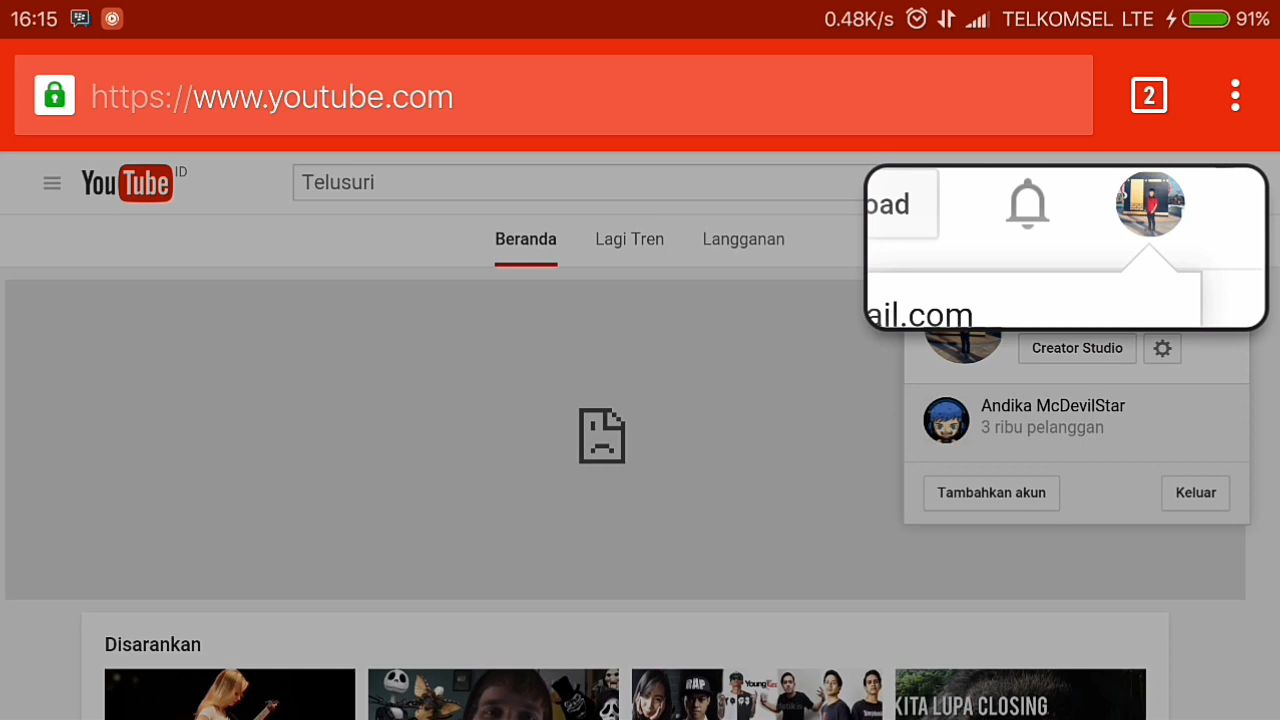 16:15 0.48K/s TELKOMSEL LTE 91%
https://www.youtube.com 2
YouTube ID Telusuri oad
Beranda Lagi Tren Langganan
ail.com
Creator Studio
Andika McDevilStar
3 ribu pelanggan
Tambahkan akun Keluar
Disarankan
RAP
KITA LUPA CLOSING